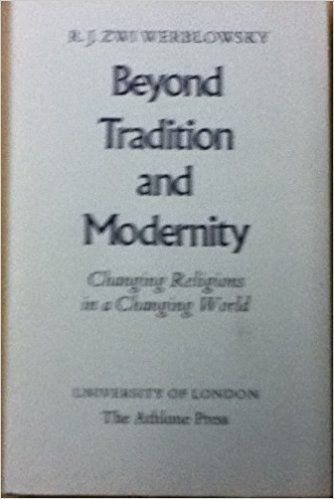 R. J. ZWI WERBLOWSKY
Beyond
Tradition
and
Modernity
Changing Religions
in a Changing World
UNIVERSITY OF LONDON
The Athlone Press